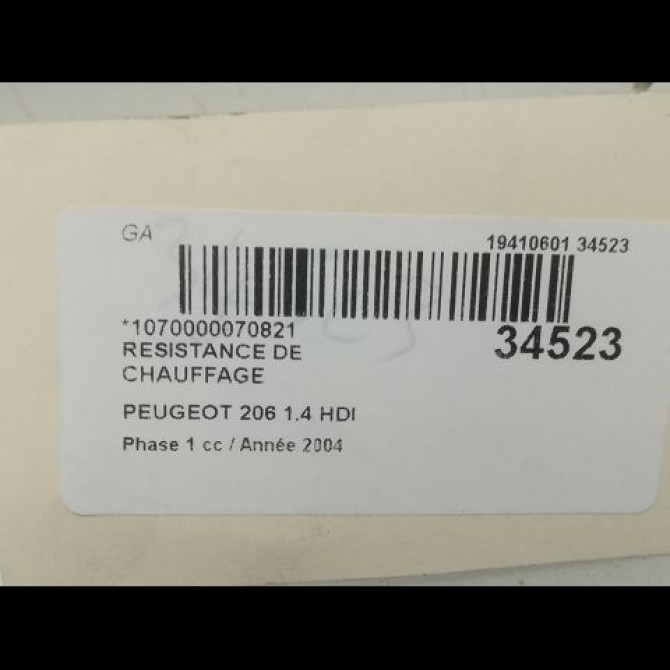 GA
19410601 34523
*1070000070821
34523
RESISTANCE DE
CHAUFFAGE
PEUGEOT 206 1.4 HDI
Phase 1 cc / Année 2004